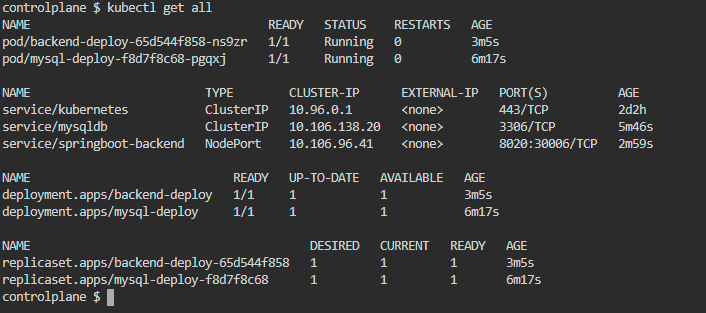 controlplane $ kubectl get all
NAME READY STATUS RESTARTS AGE
pod/backend-deploy-65d544f858-ns9zr 1/1 Running 0 3m5s
pod/mysql-deploy-f8d7f8c68-pgqxj 1/1 Running 0 6m17s
NAME TYPE CLUSTER-IP EXTERNAL-IP PORT(S) AGE
service/kubernetes ClusterIP 10.96.0.1 <none> 443/TCP 2d2h
service/mysqldb ClusterIP 10.106.138.20 <none> 3306/TCP 5m46s
service/springboot-backend NodePort 10.106.96.41 <none> 8020:30006/TCP 2m59s
NAME READY UP-TO-DATE AVAILABLE AGE
deployment.apps/backend-deploy 1/1 1 1 3m5s
deployment.apps/mysql-deploy 1/1 1 1 6m17s
NAME DESIRED CURRENT READY AGE
replicaset.apps/backend-deploy-65d544f858 1 1 1 3m5s
replicaset.apps/mysql-deploy-f8d7f8c68 1 1 1 6m17s
controlplane $